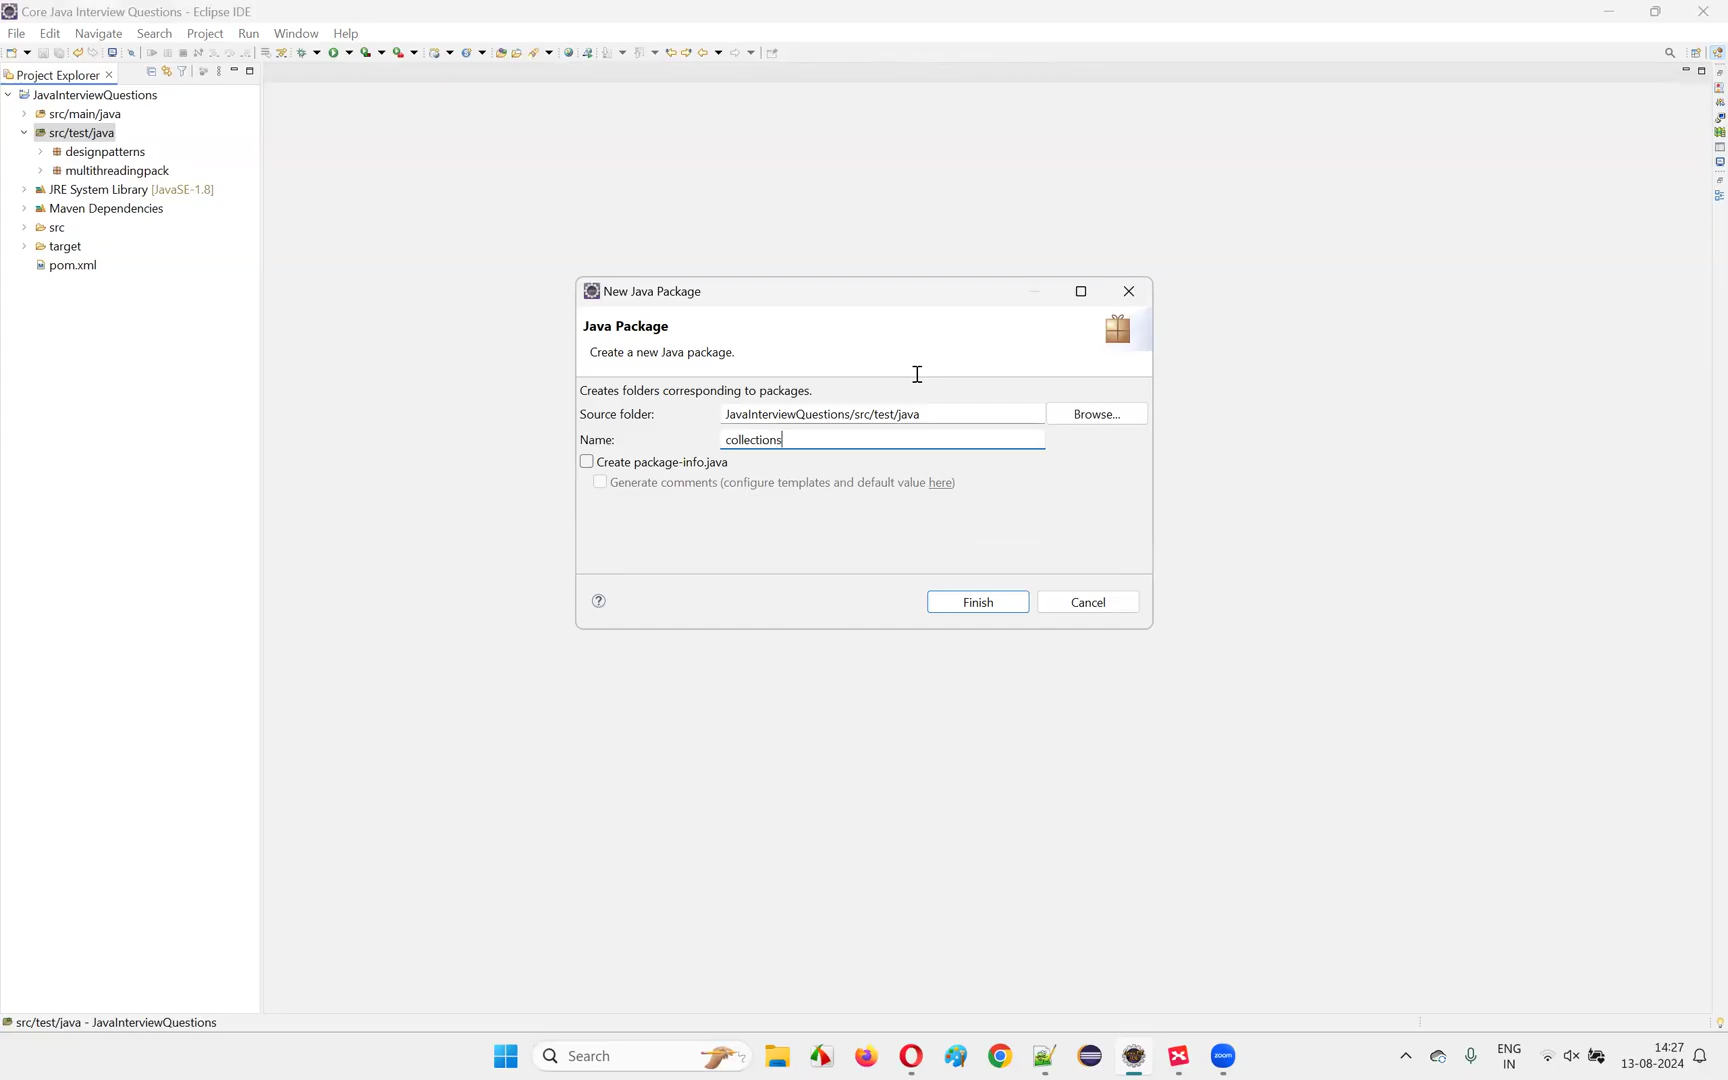 Core Java Interview Questions - Eclipse IDE
File Edit Navigate Search Project Run Window Help
Project Explorer
JavaInterviewQuestions
src/main/java
src/test/java
designpatterns
multithreadingpack
JRE System Library [JavaSE-1.8]
Maven Dependencies
src
target
pom.xml
New Java Package
Java Package
Create a new Java package.
Creates folders corresponding to packages.
Source folder: JavaInterviewQuestions/src/test/java Browse...
Name: collections
Create package-info.java
Generate comments (configure templates and default value here)
Finish Cancel
src/test/java - JavaInterviewQuestions
Search
zoom
ENG
IN
14:27
13-08-2024